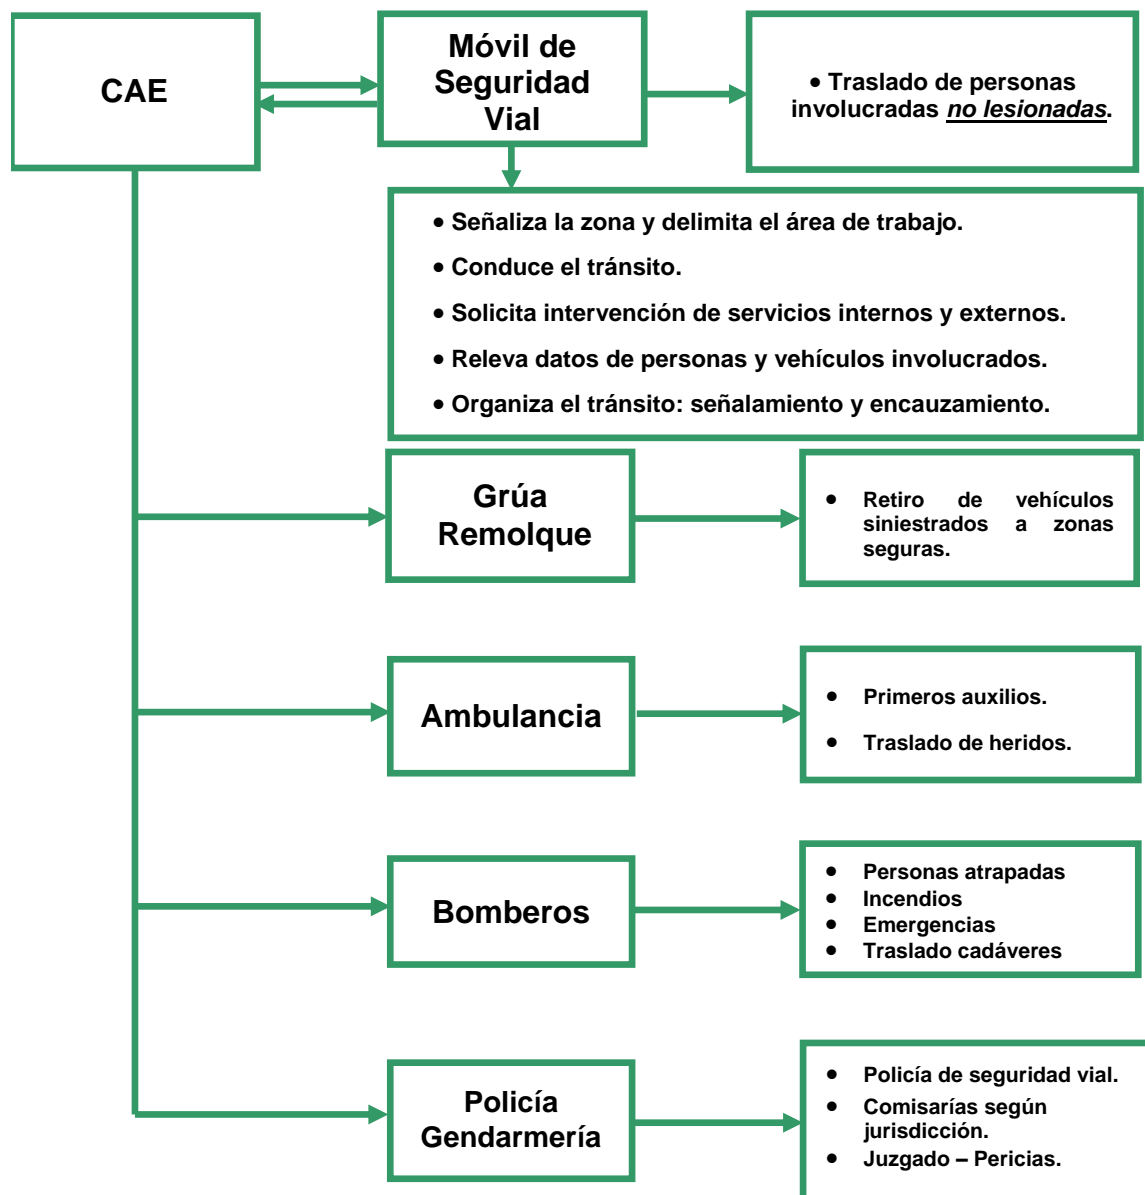 CAE
Móvil de
Seguridad
Vial
• Traslado de personas
involucradas no lesionadas.
• Señaliza la zona y delimita el área de trabajo.
• Conduce el tránsito.
• Solicita intervención de servicios internos y externos.
• Releva datos de personas y vehículos involucrados.
• Organiza el tránsito: señalamiento y encauzamiento.
Grúa
Remolque
• Retiro de vehículos
siniestrados a zonas
seguras.
Ambulancia
• Primeros auxilios.
• Traslado de heridos.
Bomberos
• Personas atrapadas
• Incendios
• Emergencias
• Traslado cadáveres
Policía
Gendarmería
• Policía de seguridad vial.
• Comisarías según
jurisdicción.
• Juzgado – Pericias.